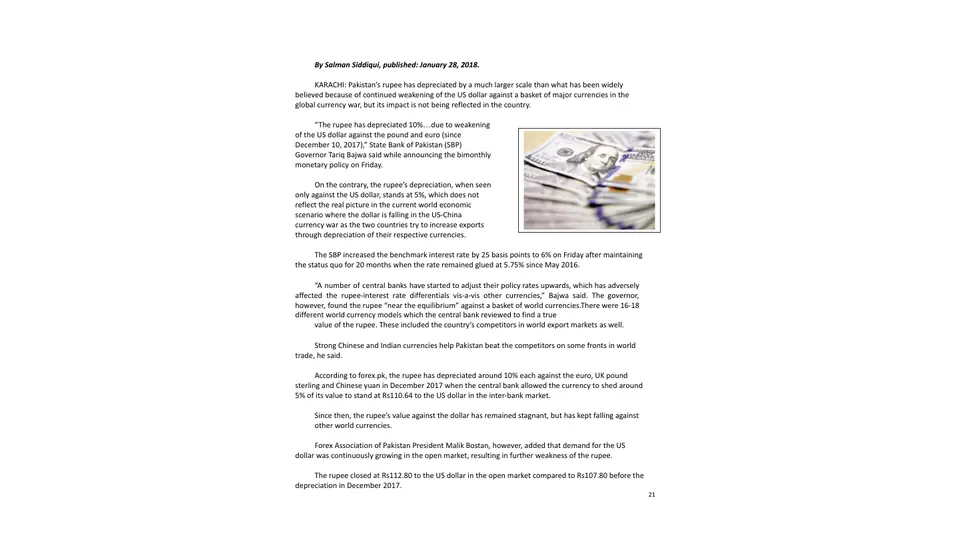 By Salman Siddiqui, published: January 28, 2018.
KARACHI: Pakistan's rupee has depreciated by a much larger scale than what has been widely
believed because of continued weakening of the US dollar against a basket of major currencies in the
global currency war, but its impact is not being reflected in the country.
"The rupee has depreciated 10%...due to weakening
of the US dollar against the pound and euro (since
December 10, 2017)," State Bank of Pakistan (SBP)
Governor Tariq Bajwa said while announcing the bimonthly
monetary policy on Friday.
On the contrary, the rupee's depreciation, when seen
only against the US dollar, stands at 5%, which does not
reflect the real picture in the current world economic
scenario where the dollar is falling in the US-China
currency war as the two countries try to increase exports
through depreciation of their respective currencies.
The SBP increased the benchmark interest rate by 25 basis points to 6% on Friday after maintaining
the status quo for 20 months when the rate remained glued at 5.75% since May 2016.
"A number of central banks have started to adjust their policy rates upwards, which has adversely
affected the rupee-interest rate differentials vis-a-vis other currencies," Bajwa said. The governor,
however, found the rupee "near the equilibrium" against a basket of world currencies.There were 16-18
different world currency models which the central bank reviewed to find a true
value of the rupee. These included the country's competitors in world export markets as well.
Strong Chinese and Indian currencies help Pakistan beat the competitors on some fronts in world
trade, he said.
According to forex.pk, the rupee has depreciated around 10% each against the euro, UK pound
sterling and Chinese yuan in December 2017 when the central bank allowed the currency to shed around
5% of its value to stand at Rs110.64 to the US dollar in the inter-bank market.
Since then, the rupee's value against the dollar has remained stagnant, but has kept falling against
other world currencies.
Forex Association of Pakistan President Malik Bostan, however, added that demand for the US
dollar was continuously growing in the open market, resulting in further weakness of the rupee.
The rupee closed at Rs112.80 to the US dollar in the open market compared to Rs107.80 before the
depreciation in December 2017.
21